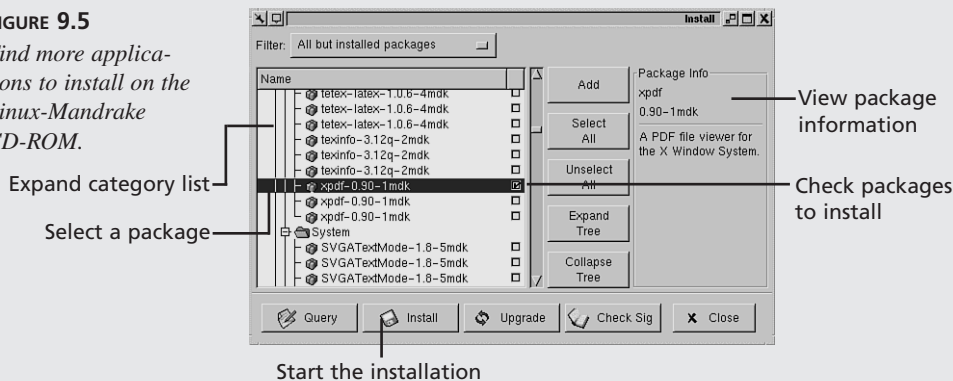 IGURE 9.5
ind more applica-
ons to install on the
inux-Mandrake
D-ROM.
Install
Filter: All but installed packages
Name
tetex-latex-1.0.6-4mdk
tetex-latex-1.0.6-4mdk
tetex-latex-1.0.6-4mdk
texinfo-3.12q-2mdk
texinfo-3.12q-2mdk
texinfo-3.12q-2mdk
xpdf-0.90-1mdk
xpdf-0.90-1mdk
xpdf-0.90-1mdk
System
SVGATextMode-1.8-5mdk
SVGATextMode-1.8-5mdk
SVGATextMode-1.8-5mdk
Add
Select
All
Unselect
All
Expand
Tree
Collapse
Tree
Package Info
xpdf
0.90-1mdk
A PDF file viewer for
the X Window System.
Query
Install
Upgrade
Check Sig
Close
Expand category list
Select a package
View package
information
Check packages
to install
Start the installation